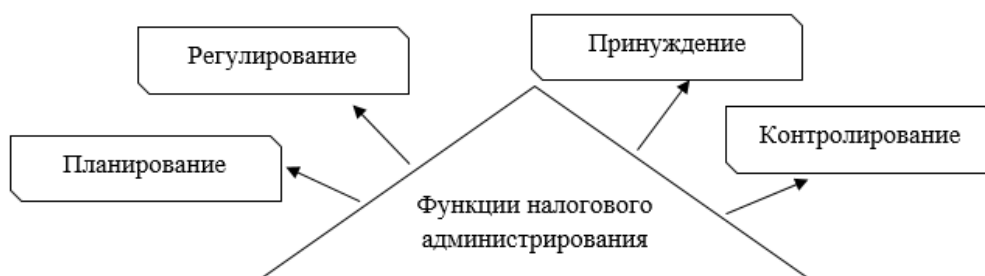 Регулирование
Принуждение
Планирование
Контролирование
Функции налогового
администрирования